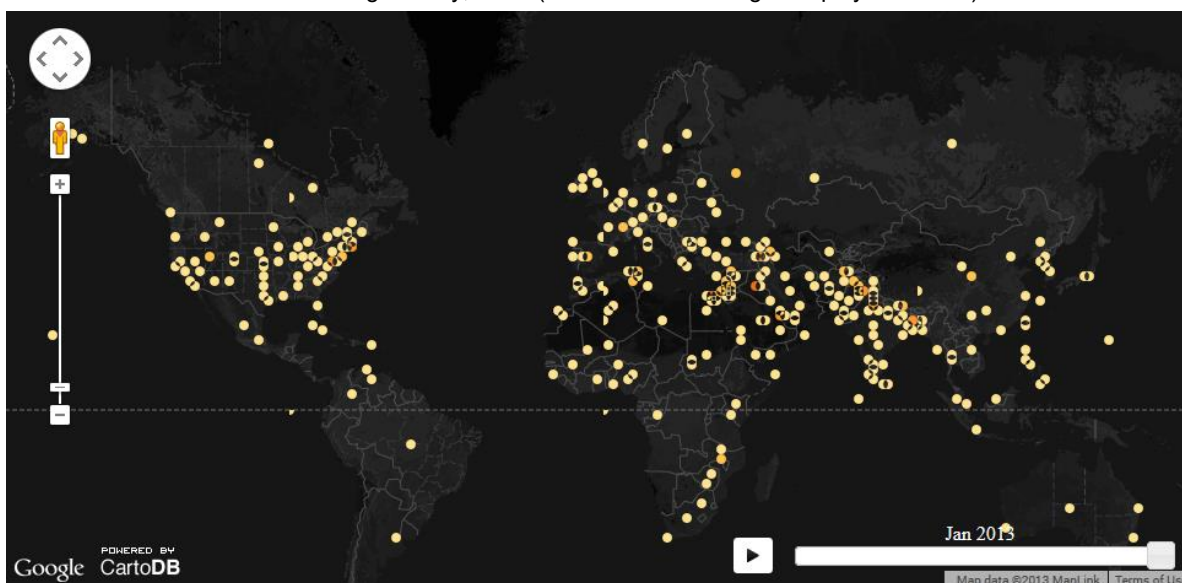 Jan 2013
POWERED BY
Google CartoDB
Map data ©2013 MapLink Terms of Us